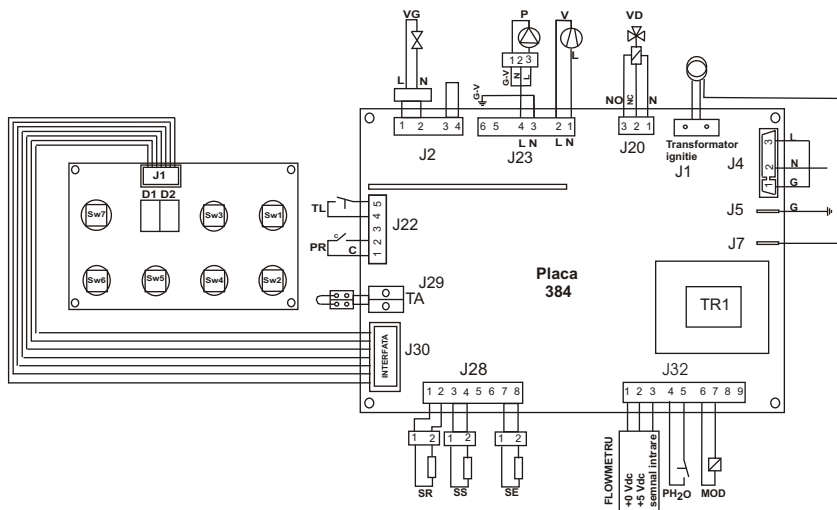 VG
P
V
VD
L
L N
1 2 3
G-V
N
L
G-V
NO
NC
N
1 2
3 4
6 5 4 3 2 1
L N L N
3 2 1
J2
J23
J20
Transformator
ignitie
J1
J4
3
2
1
L
N
G
J5
G
J7
J1
D1 D2
Sw7
Sw3
Sw1
Sw6
Sw5
Sw4
Sw2
TL
PR
C
C
5
4
3
2
1
J22
J29
TA
INTERFATA
J30
Placa
384
TR1
J28
1 2 3 4 5 6 7 8
1 2
1 2
1 2
SR
SS
SE
J32
1 2 3 4 5 6 7 8 9
FLOWMETRU
+0 Vdc
+5 Vdc
semnal intrare
PH2O
MOD